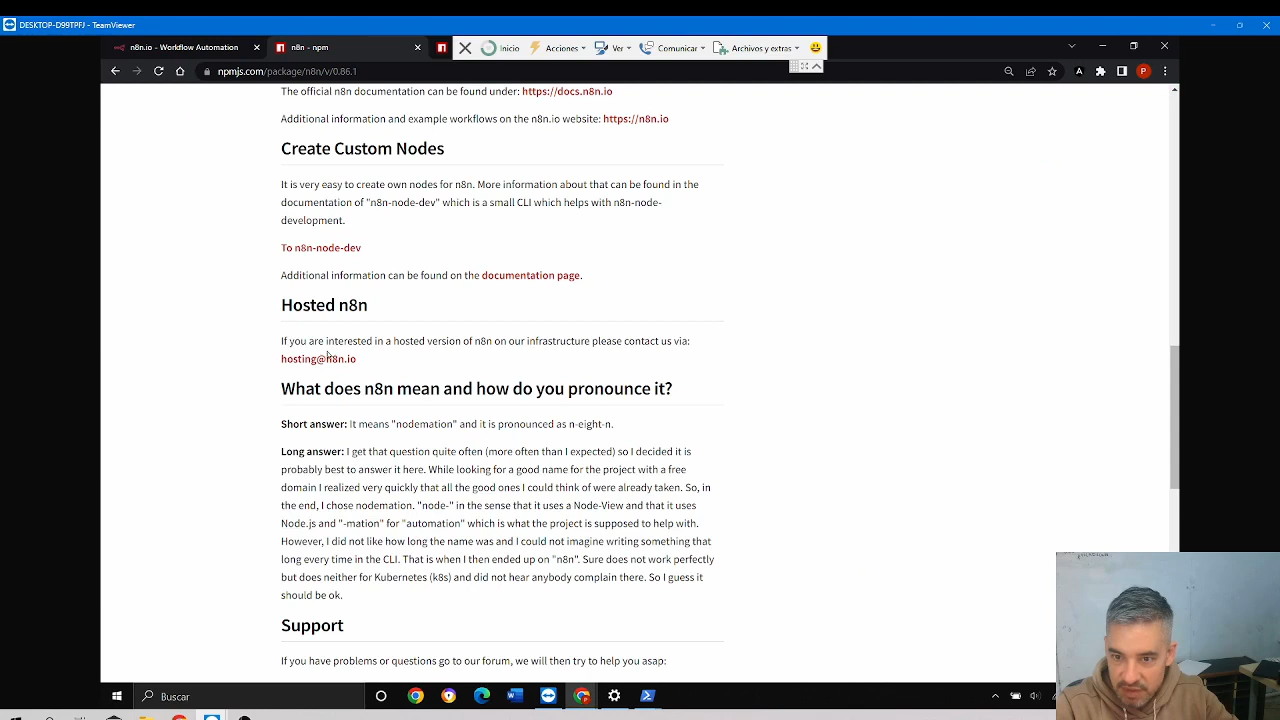 DESKTOP-D99TPFJ - TeamViewer
n8n.io - Workflow Automation
n8n - npm
Inicio
Acciones
Ver
Comunicar
Archivos y extras
npmjs.com/package/n8n/v/0.86.1
A
P
The official n8n documentation can be found under: https://docs.n8n.io
Additional information and example workflows on the n8n.io website: https://n8n.io
Create Custom Nodes
It is very easy to create own nodes for n8n. More information about that can be found in the
documentation of "n8n-node-dev" which is a small CLI which helps with n8n-node-
development.
To n8n-node-dev
Additional information can be found on the documentation page.
Hosted n8n
If you are interested in a hosted version of n8n on our infrastructure please contact us via:
hosting@n8n.io
What does n8n mean and how do you pronounce it?
Short answer: It means "nodemation" and it is pronounced as n-eight-n.
Long answer: I get that question quite often (more often than I expected) so I decided it is
probably best to answer it here. While looking for a good name for the project with a free
domain I realized very quickly that all the good ones I could think of were already taken. So, in
the end, I chose nodemation. "node-" in the sense that it uses a Node-View and that it uses
Node.js and "-mation" for "automation" which is what the project is supposed to help with.
However, I did not like how long the name was and I could not imagine writing something that
long every time in the CLI. That is when I then ended up on "n8n". Sure does not work perfectly
but does neither for Kubernetes (k8s) and did not hear anybody complain there. So I guess it
should be ok.
Support
If you have problems or questions go to our forum, we will then try to help you asap:
Buscar